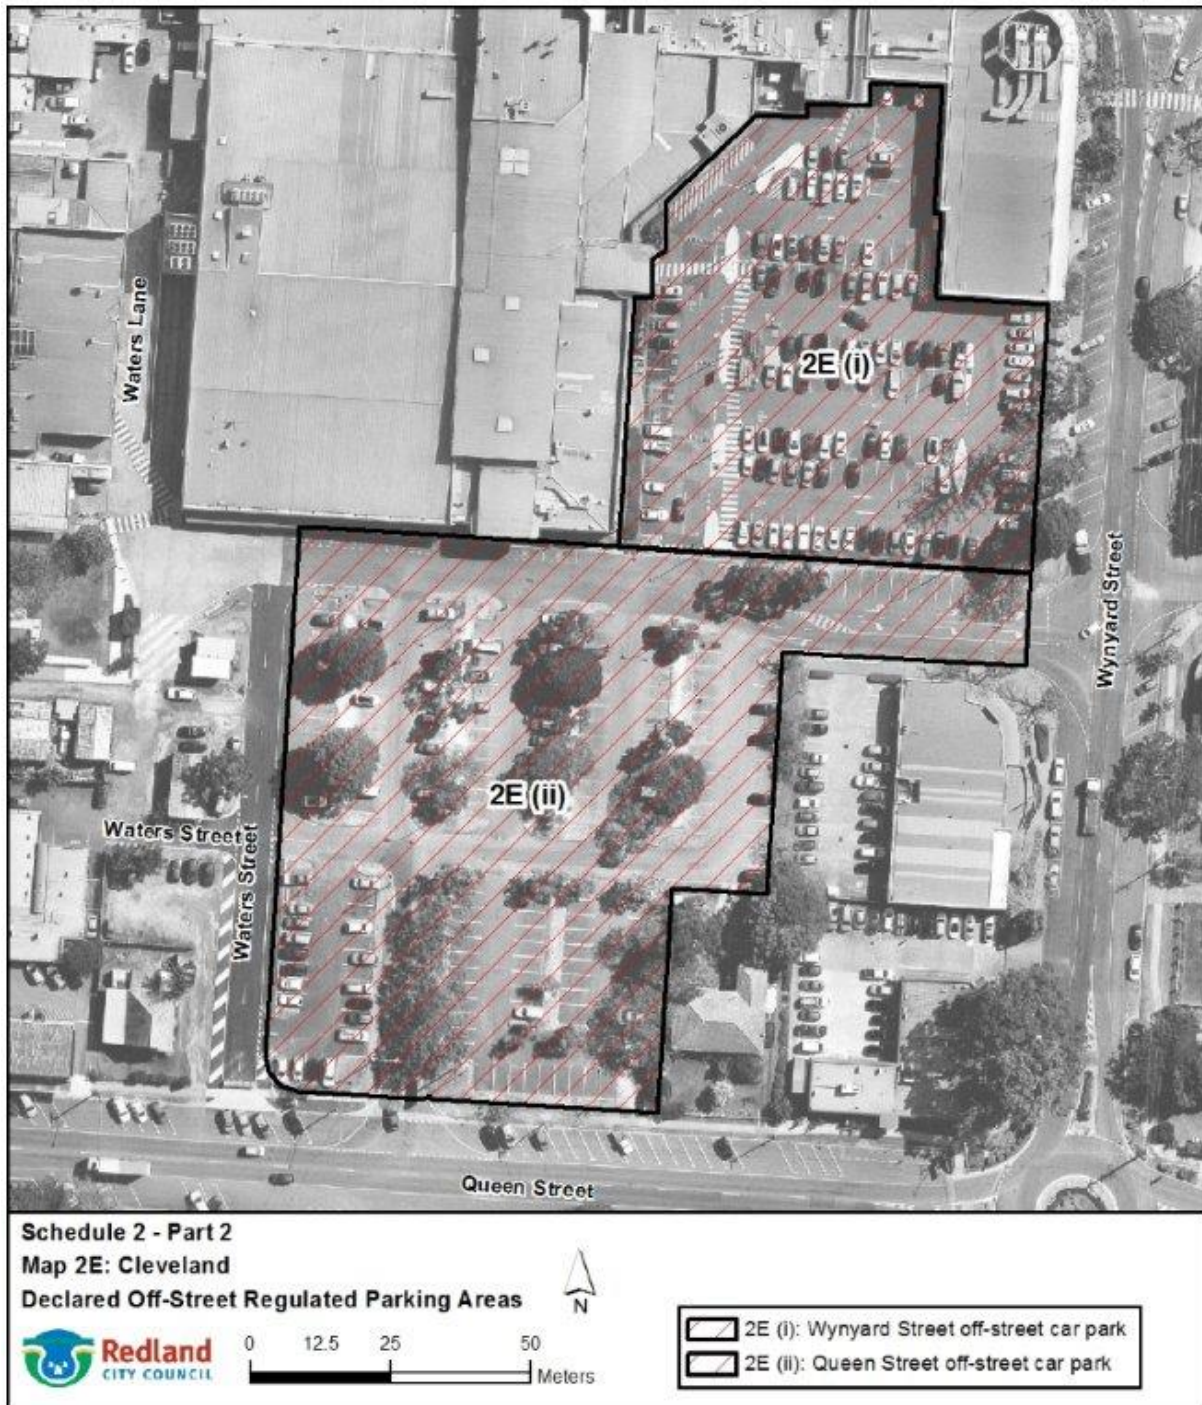 2E (i)
Waters Lane
Wynyard Street
2E (ii)
Waters Street
Waters Street
Queen Street
Schedule 2 - Part 2
Map 2E: Cleveland
Declared Off-Street Regulated Parking Areas
N
Redland
CITY COUNCIL
0 12.5 25 50
Meters
2E (i): Wynyard Street off-street car park
2E (ii): Queen Street off-street car park